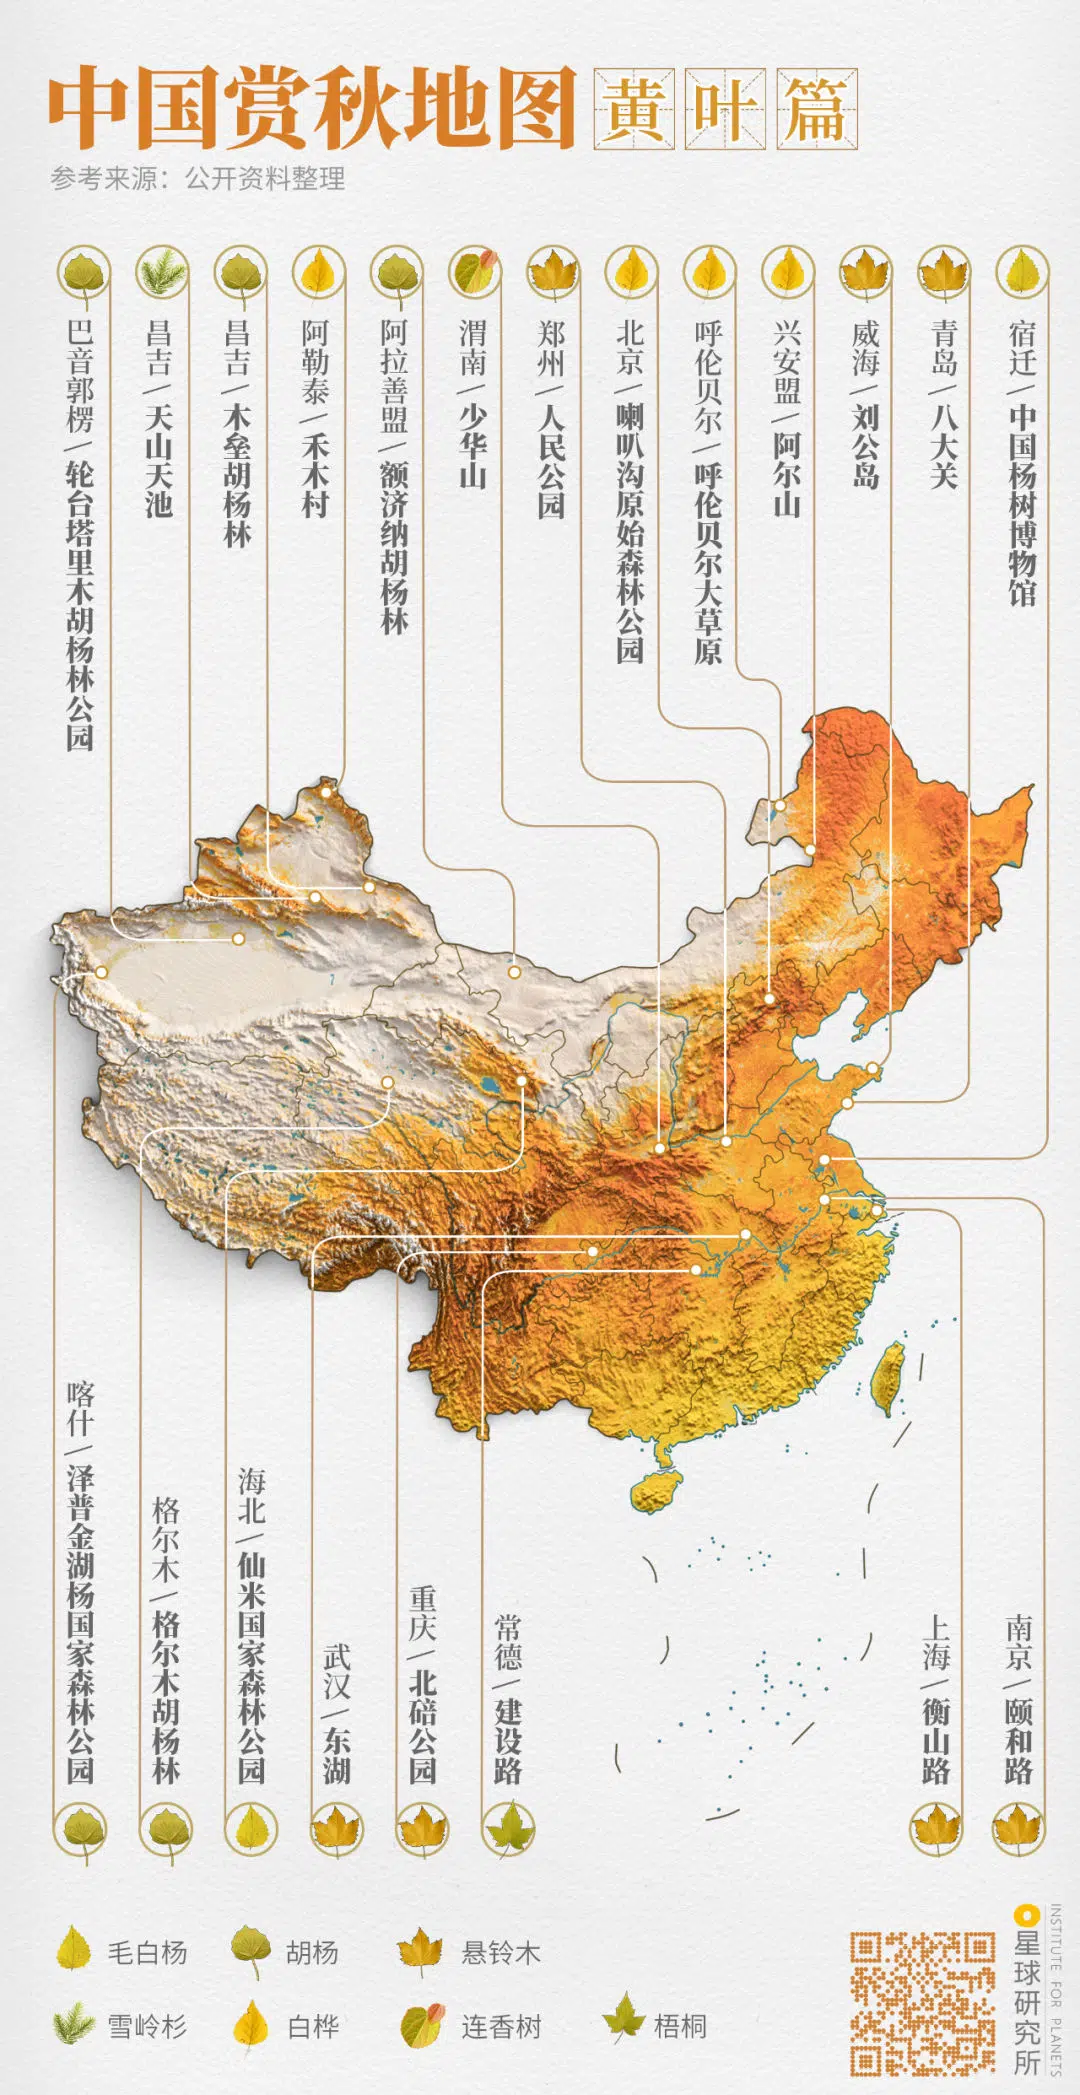 中国赏秋地图 黄叶篇
参考来源：公开资料整理
巴音郭楞/轮台塔里木胡杨林公园
昌吉/天山天池
昌吉/木垒胡杨林
阿勒泰/禾木村
阿拉善盟/额济纳胡杨林
渭南/少华山
郑州/人民公园
北京/喇叭沟原始森林公园
呼伦贝尔/呼伦贝尔大草原
兴安盟/阿尔山
威海/刘公岛
青岛/八大关
宿迁/中国杨树博物馆
喀什/泽普金湖杨国家森林公园
格尔木/格尔木胡杨林
海北/仙米国家森林公园
武汉/东湖
重庆/北碚公园
常德/建设路
上海/衡山路
南京/颐和路
毛白杨
胡杨
悬铃木
雪岭杉
白桦
连香树
梧桐
星球研究所
INSTITUTE FOR PLANETS